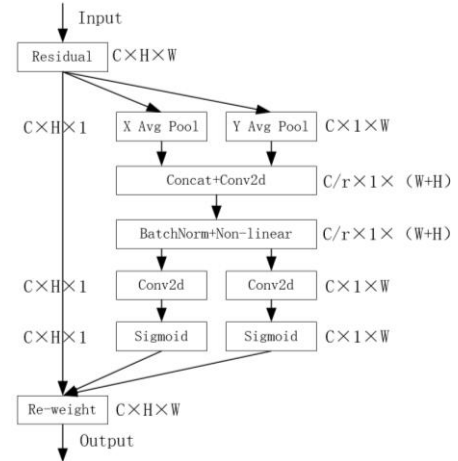 Input
Residual C×H×W
C×H×1 X Avg Pool Y Avg Pool C×1×W
Concat+Conv2d C/r×1× (W+H)
BatchNorm+Non-linear C/r×1× (W+H)
C×H×1 Conv2d Conv2d C×1×W
C×H×1 Sigmoid Sigmoid C×1×W
Re-weight C×H×W
Output